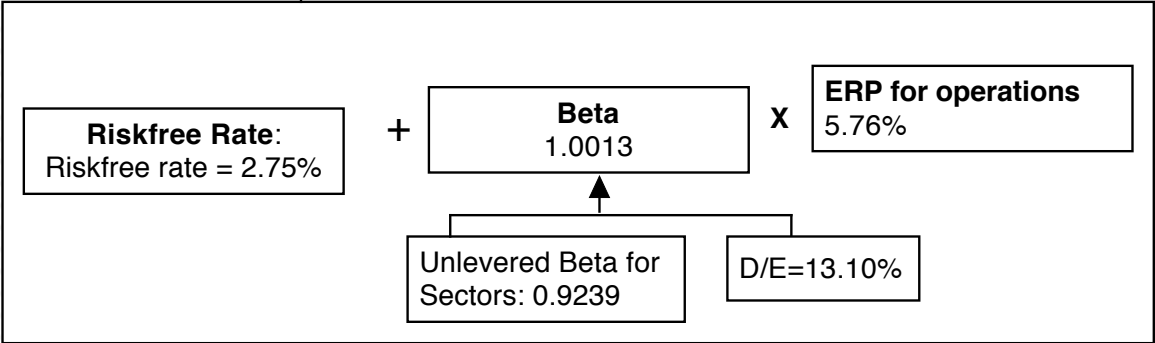 Riskfree Rate:
Riskfree rate = 2.75%
+
Beta
1.0013
X
ERP for operations
5.76%
Unlevered Beta for
Sectors: 0.9239
D/E=13.10%